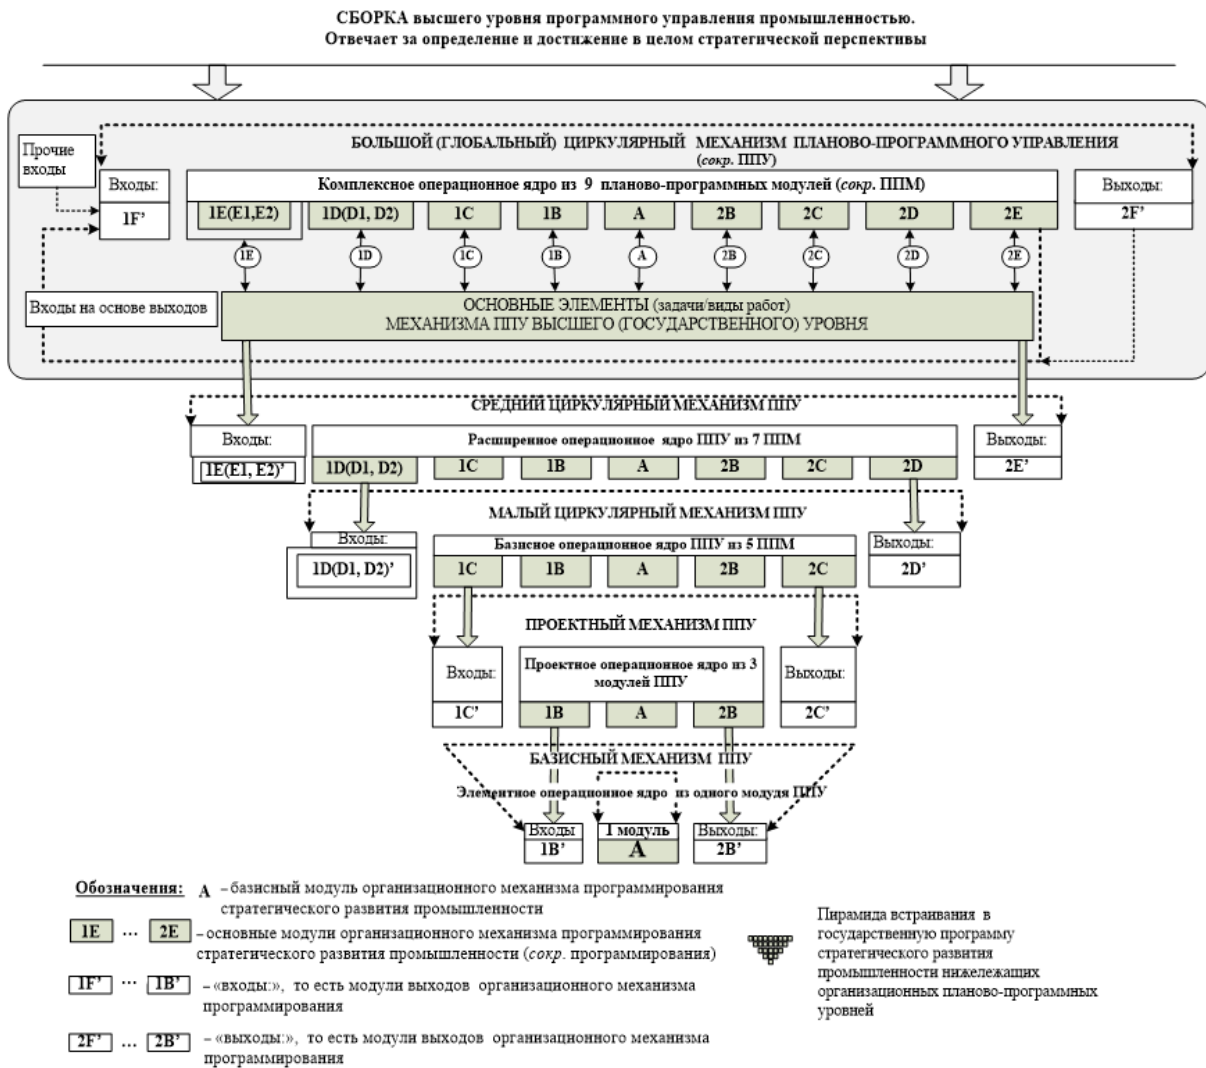 СБОРКА высшего уровня программного управления промышленностью.
Отвечает за определение и достижение в целом стратегической перспективы
БОЛЬШОЙ (ГЛОБАЛЬНЫЙ) ЦИРКУЛЯРНЫЙ МЕХАНИЗМ ПЛАНОВО-ПРОГРАММНОГО УПРАВЛЕНИЯ
(сокр. ППУ)
Прочие
входы
Входы:
1F’
Комплексное операционное ядро из 9 планово-программных модулей (сокр. ППМ)
1E(E1,E2) 1D(D1, D2) 1C 1B A 2B 2C 2D 2E
Выходы:
2F’
1E 1D 1C 1B A 2B 2C 2D 2E
Входы на основе выходов
ОСНОВНЫЕ ЭЛЕМЕНТЫ (задачи/виды работ)
МЕХАНИЗМА ППУ ВЫСШЕГО (ГОСУДАРСТВЕННОГО) УРОВНЯ
СРЕДНИЙ ЦИРКУЛЯРНЫЙ МЕХАНИЗМ ППУ
Входы:
1E(E1, E2)’
Расширенное операционное ядро ППУ из 7 ППМ
1D(D1, D2) 1C 1B A 2B 2C 2D
Выходы:
2E’
МАЛЫЙ ЦИРКУЛЯРНЫЙ МЕХАНИЗМ ППУ
Входы:
1D(D1, D2)’
Базисное операционное ядро ППУ из 5 ППМ
1C 1B A 2B 2C
Выходы:
2D’
ПРОЕКТНЫЙ МЕХАНИЗМ ППУ
Входы:
1C’
Проектное операционное ядро из 3
модулей ППУ
1B A 2B
Выходы:
2C’
БАЗИСНЫЙ МЕХАНИЗМ ППУ
Элементное операционное ядро из одного модудя ППУ
Входы
1B’
1 модуль
A
Выходы:
2B’
Обозначения: A – базисный модуль организационного механизма программирования
стратегического развития промышленности
1E ... 2E – основные модули организационного механизма программирования
стратегического развития промышленности (сокр. программирования)
1F’ ... 1B’ – «входы:», то есть модули выходов организационного механизма
программирования
2F’ ... 2B’ – «выходы:», то есть модули выходов организационного механизма
программирования
Пирамида встраивания в
государственную программу
стратегического развития
промышленности нижележащих
организационных планово-программных
уровней